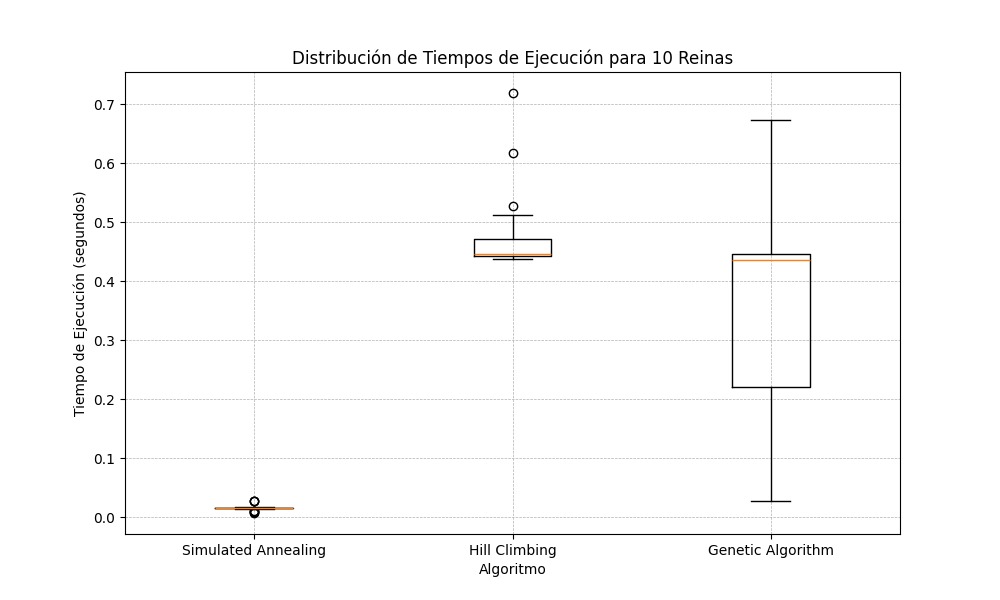 Distribución de Tiempos de Ejecución para 10 Reinas
Tiempo de Ejecución (segundos)
0.7
0.6
0.5
0.4
0.3
0.2
0.1
0.0
Simulated Annealing
Hill Climbing
Genetic Algorithm
Algoritmo